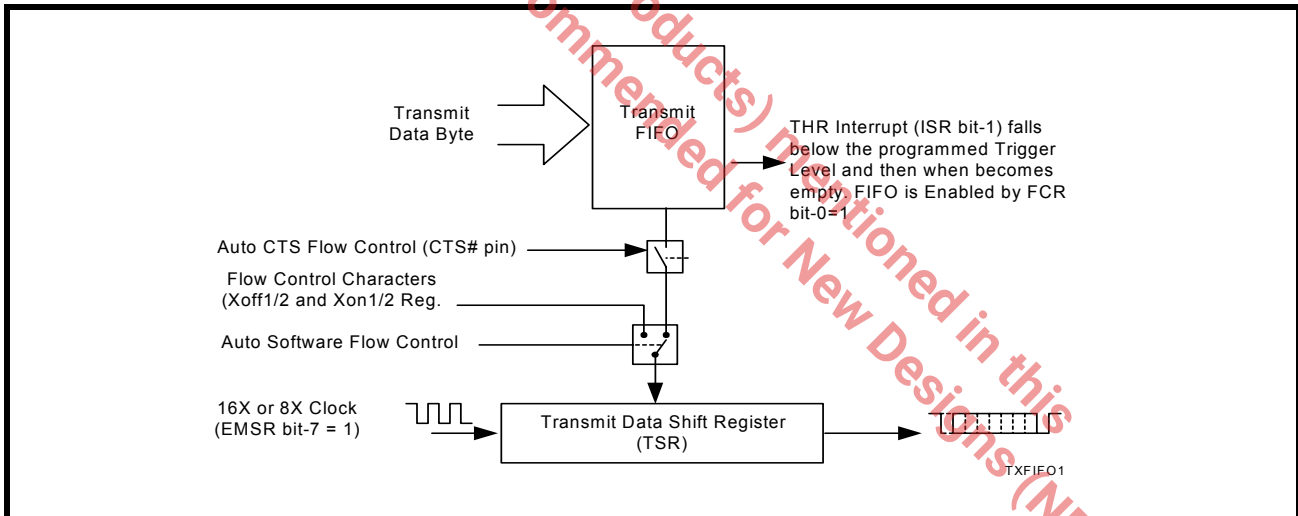 Transmit
Data Byte
Transmit
FIFO
THR Interrupt (ISR bit-1) falls
below the programmed Trigger
Level and then when becomes
empty. FIFO is Enabled by FCR
bit-0=1
Auto CTS Flow Control (CTS# pin)
Flow Control Characters
(Xoff1/2 and Xon1/2 Reg.
Auto Software Flow Control
16X or 8X Clock
(EMSR bit-7 = 1)
Transmit Data Shift Register
(TSR)
TXFIFO1
oducts) mentioned in this
ommended for New Designs (N